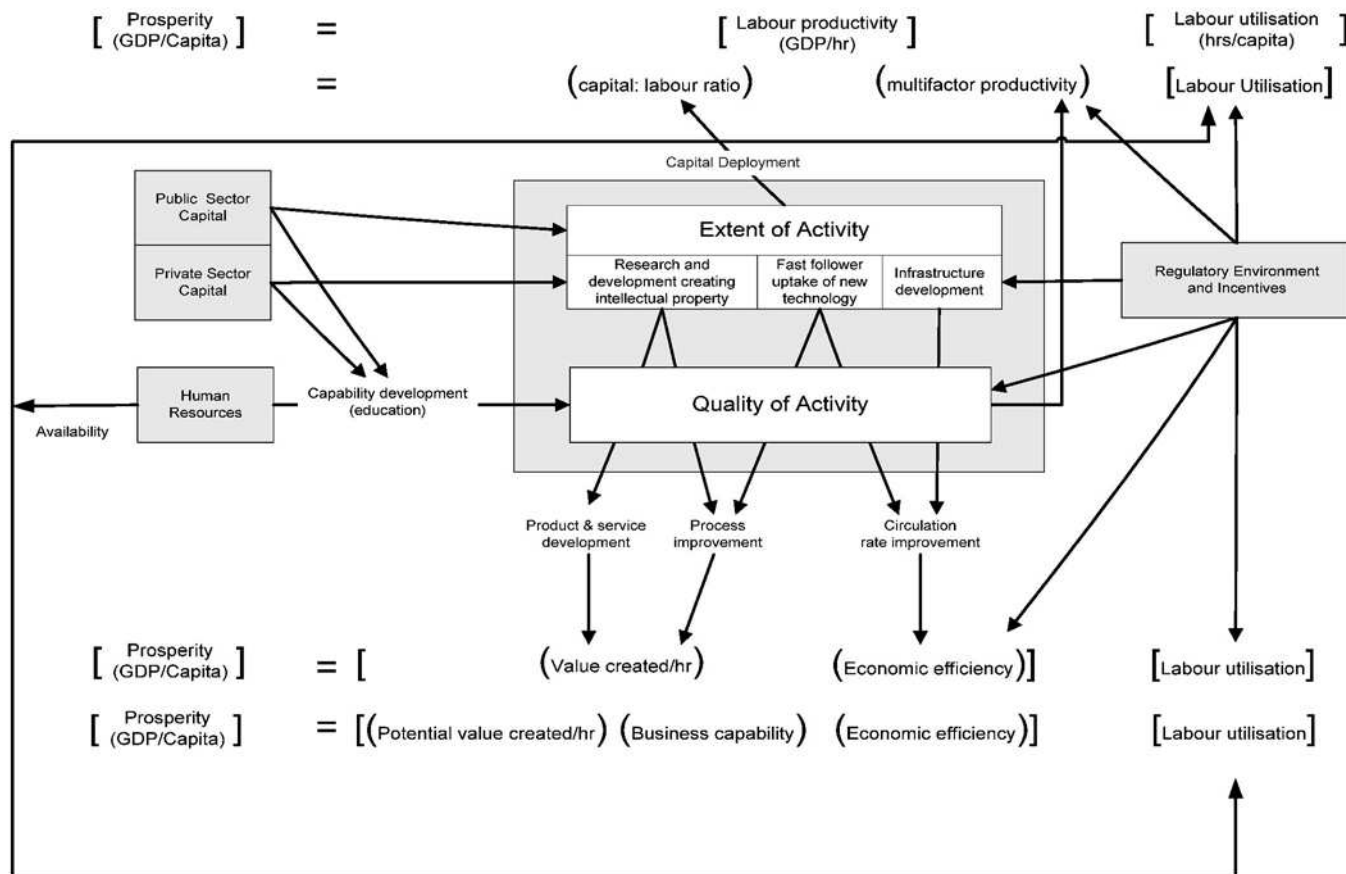 [ Prosperity (GDP/Capita) ] = [ Labour productivity (GDP/hr) ] [ Labour utilisation (hrs/capita) ]
= (capital: labour ratio) (multifactor productivity) [Labour Utilisation]
Capital Deployment
Public Sector
Capital
Extent of Activity
Private Sector
Capital
Research and
development creating
intellectual property
Fast follower
uptake of new
technology
Infrastructure
development
Regulatory Environment
and Incentives
Human
Resources
Availability
Capability development
(education)
Quality of Activity
Product & service
development
Process
improvement
Circulation
rate improvement
[ Prosperity (GDP/Capita) ] = [ (Value created/hr) (Economic efficiency)] [Labour utilisation]
[ Prosperity (GDP/Capita) ] = [(Potential value created/hr) (Business capability) (Economic efficiency)] [Labour utilisation]